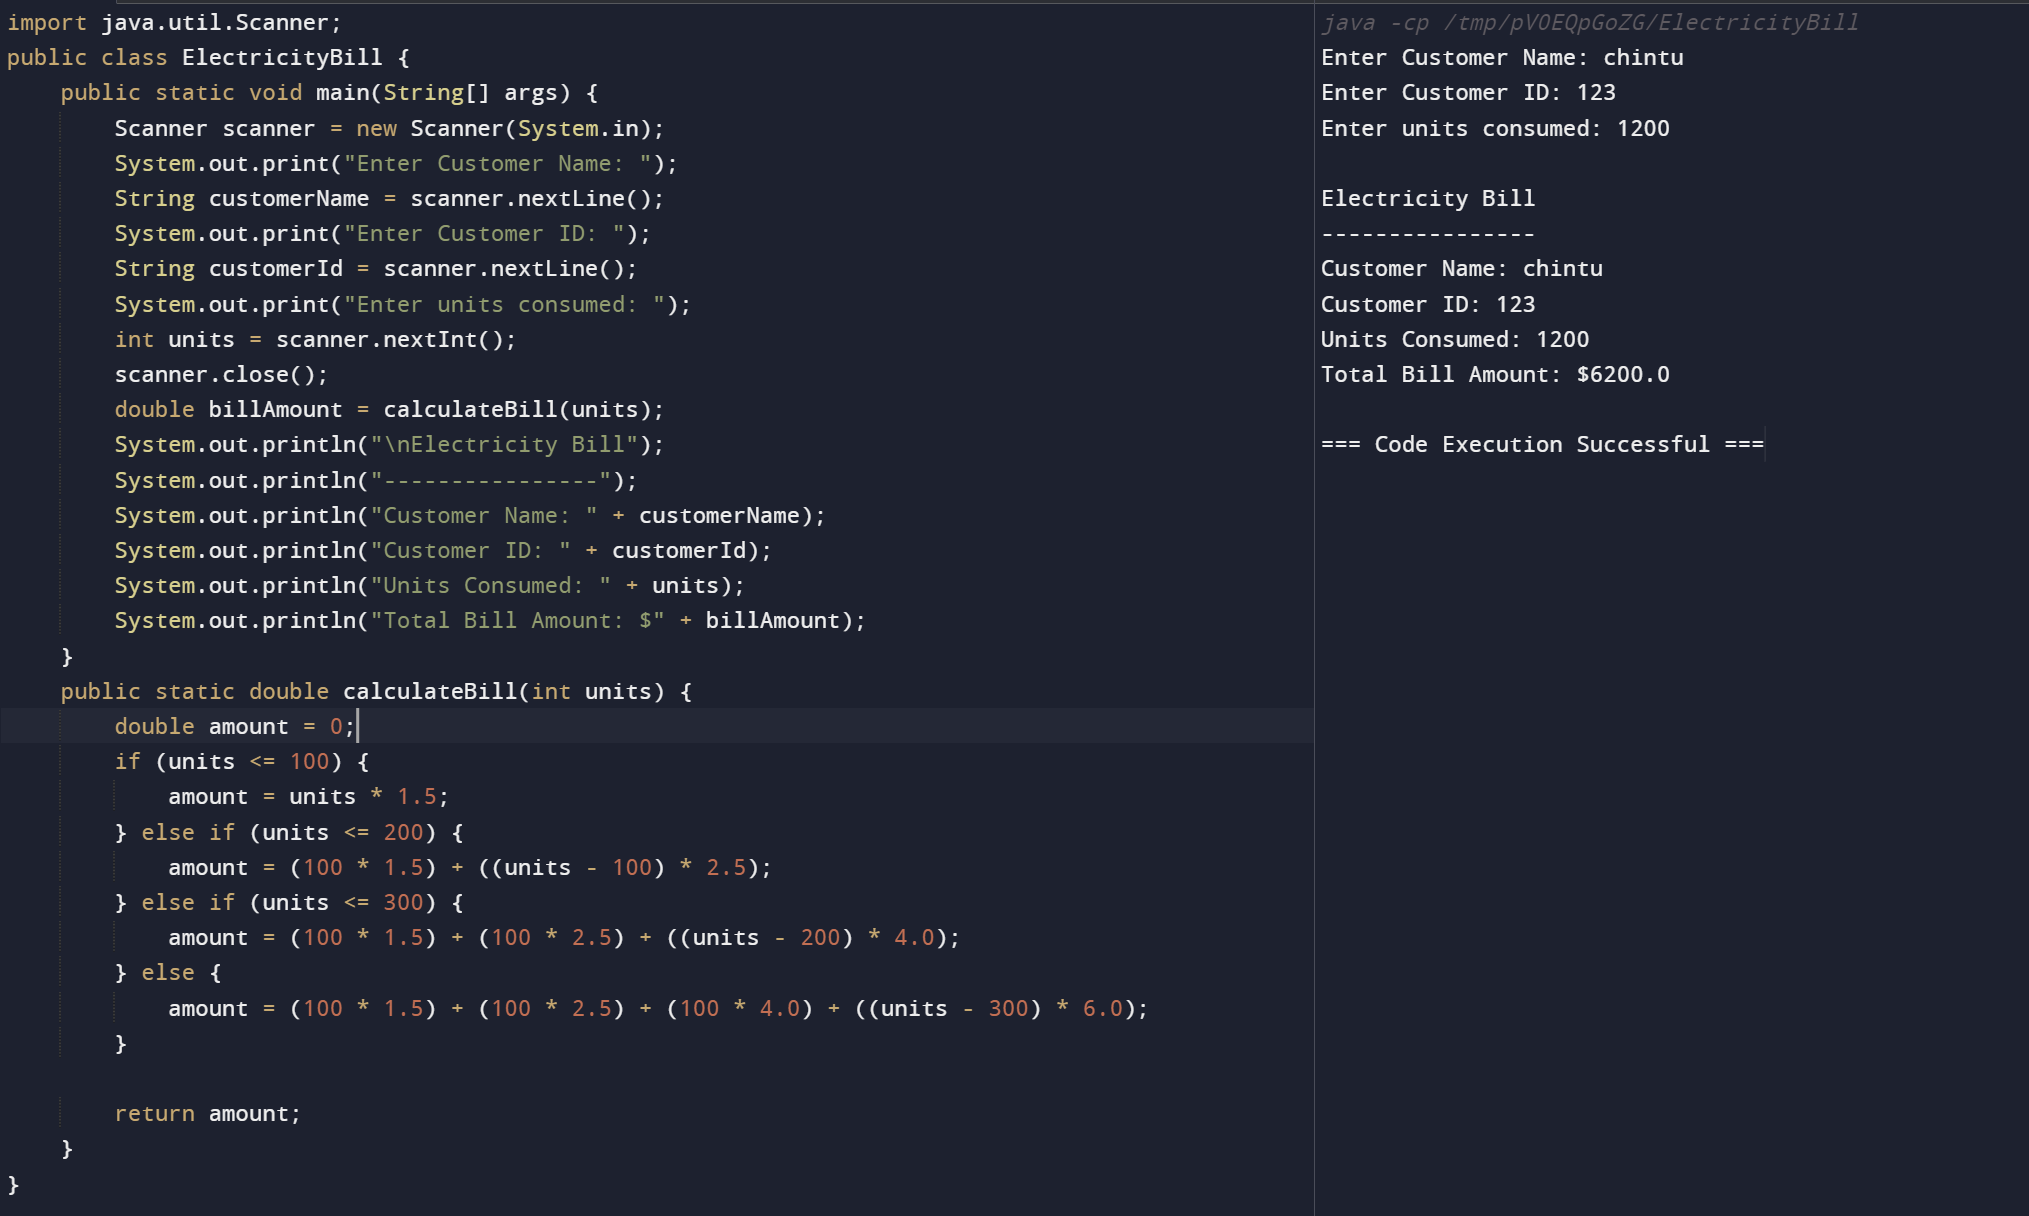 import java.util.Scanner;
public class ElectricityBill {
    public static void main(String[] args) {
        Scanner scanner = new Scanner(System.in);
        System.out.print("Enter Customer Name: ");
        String customerName = scanner.nextLine();
        System.out.print("Enter Customer ID: ");
        String customerId = scanner.nextLine();
        System.out.print("Enter units consumed: ");
        int units = scanner.nextInt();
        scanner.close();
        double billAmount = calculateBill(units);
        System.out.println("\nElectricity Bill");
        System.out.println("----------------");
        System.out.println("Customer Name: " + customerName);
        System.out.println("Customer ID: " + customerId);
        System.out.println("Units Consumed: " + units);
        System.out.println("Total Bill Amount: $" + billAmount);
    }
    public static double calculateBill(int units) {
        double amount = 0;
        if (units <= 100) {
            amount = units * 1.5;
        } else if (units <= 200) {
            amount = (100 * 1.5) + ((units - 100) * 2.5);
        } else if (units <= 300) {
            amount = (100 * 1.5) + (100 * 2.5) + ((units - 200) * 4.0);
        } else {
            amount = (100 * 1.5) + (100 * 2.5) + (100 * 4.0) + ((units - 300) * 6.0);
        }
        return amount;
    }
}
java -cp /tmp/pVOEQpGoZG/ElectricityBill
Enter Customer Name: chintu
Enter Customer ID: 123
Enter units consumed: 1200
Electricity Bill
----------------
Customer Name: chintu
Customer ID: 123
Units Consumed: 1200
Total Bill Amount: $6200.0
=== Code Execution Successful ===